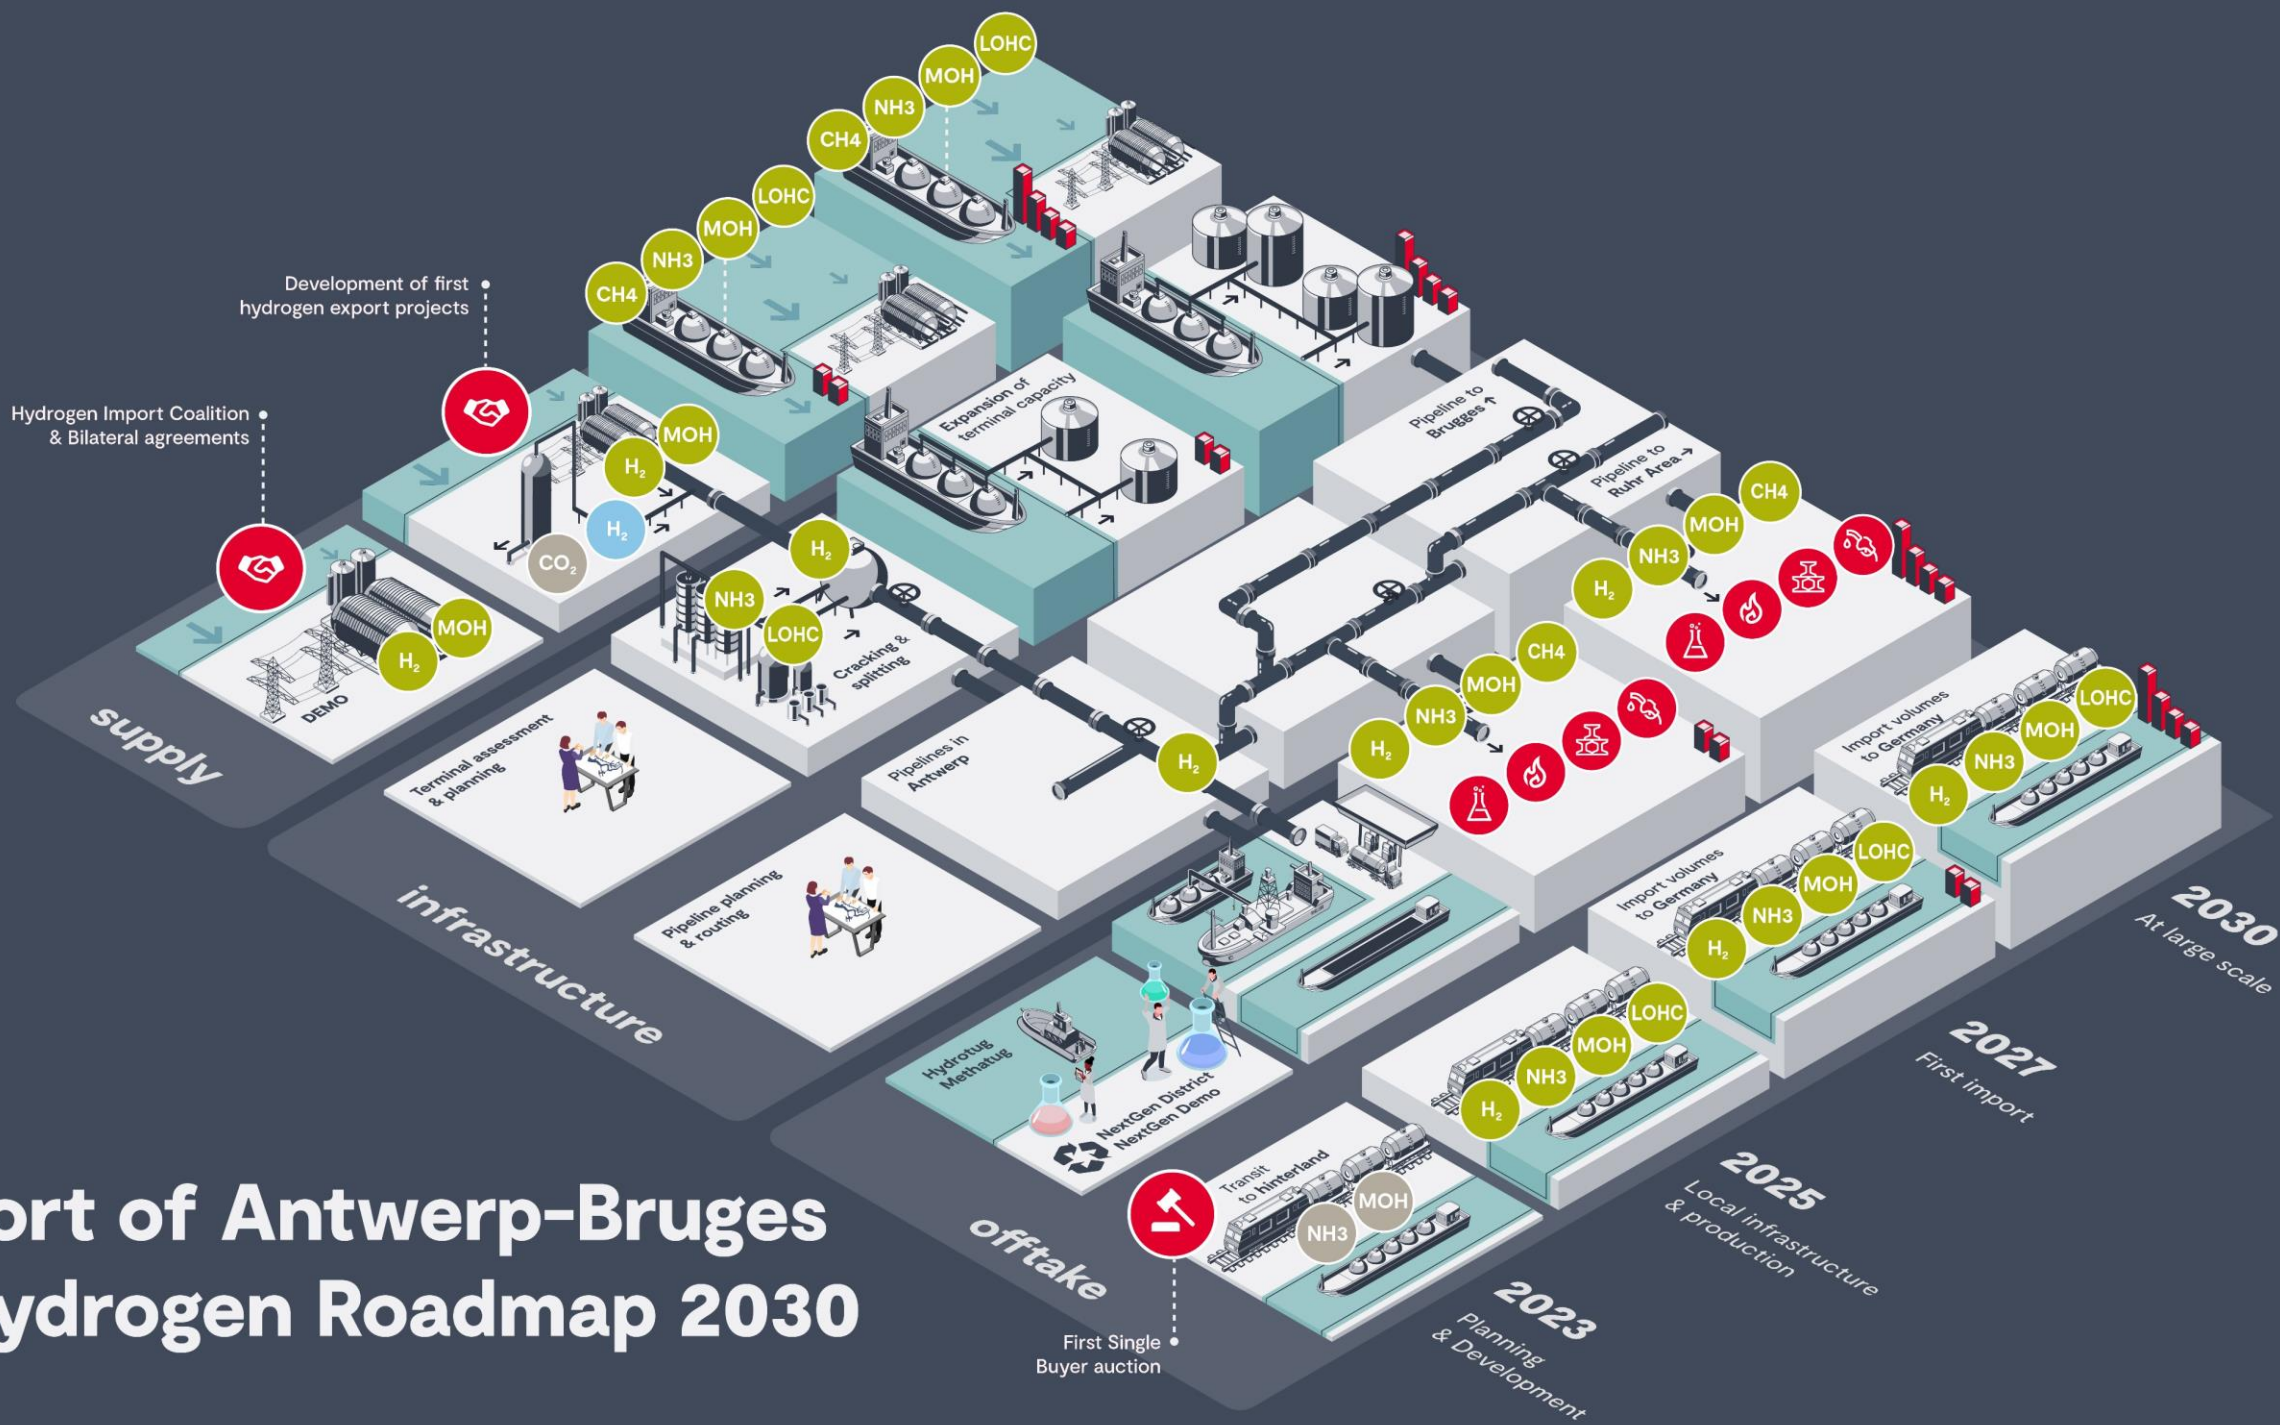 LOHC
MOH
NH3
CH4
LOHC
MOH
NH3
CH4
Development of first
hydrogen export projects
Hydrogen Import Coalition
& Bilateral agreements
MOH
H₂
H₂
CO₂
MOH
H₂
DEMO
supply
Expansion of
terminal capacity
H₂
NH3
LOHC
Cracking &
splitting
Terminal assessment
& planning
Pipeline planning
& routing
Pipelines in
Antwerp
H₂
Pipeline to
Brugges
Pipeline to
Ruhr Area
infrastructure
CH4
MOH
NH3
H₂
CH4
MOH
NH3
H₂
Import volumes
to Germany
LOHC
MOH
NH3
H₂
Import volumes
to Germany
LOHC
MOH
NH3
H₂
LOHC
MOH
NH3
H₂
Hydrotug
Methatug
NextGen District
NextGen Demo
Transit
to hinterland
MOH
NH3
First Single
Buyer auction
offtake
2030
At large scale
2027
First import
2025
Local infrastructure
& production
2023
Planning
& Development
ort of Antwerp-Bruges
ydrogen Roadmap 2030